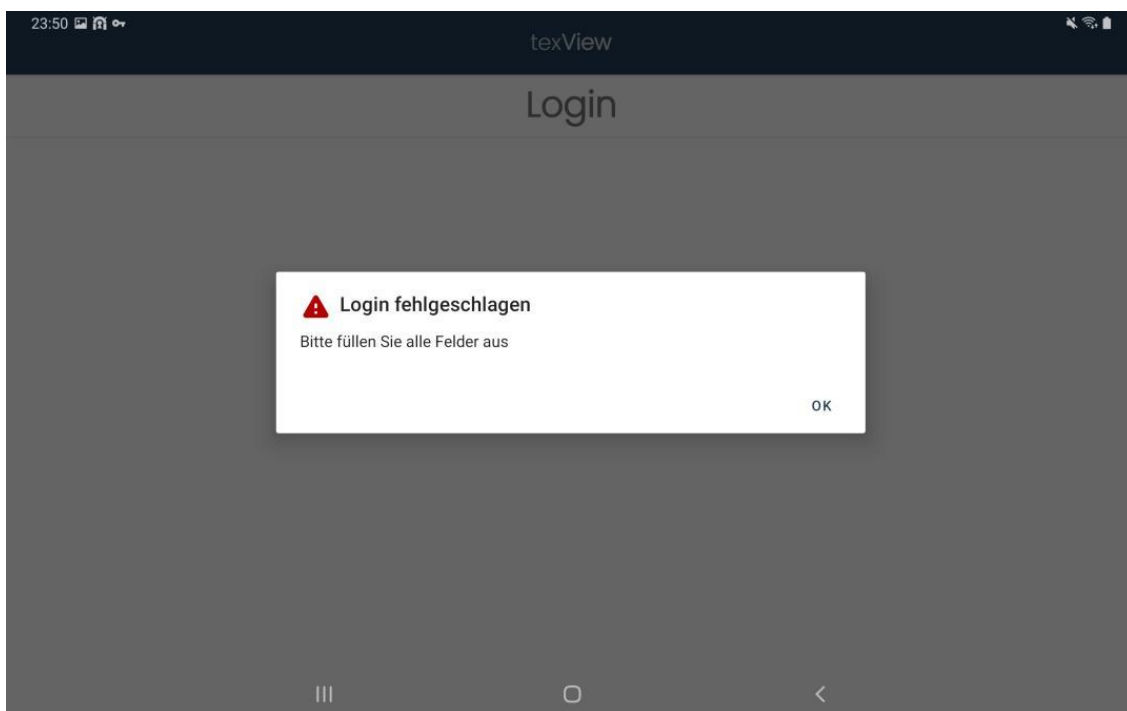 23:50
texView
Login
Login fehlgeschlagen
Bitte füllen Sie alle Felder aus
OK